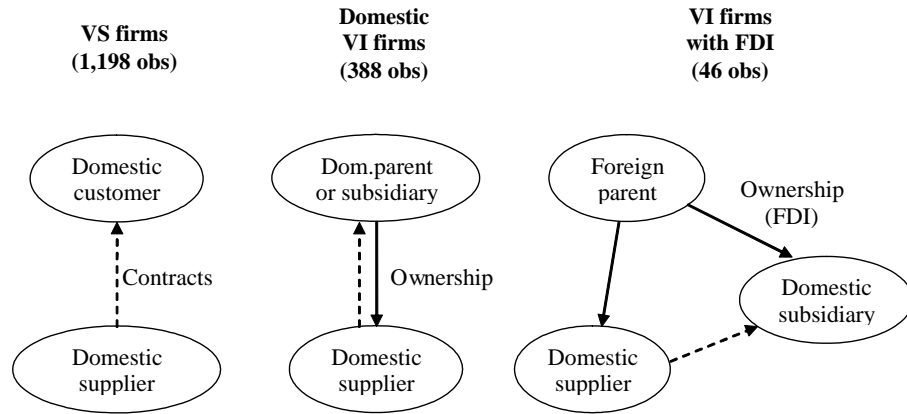 VS firms
(1,198 obs)
Domestic
VI firms
(388 obs)
VI firms
with FDI
(46 obs)
Domestic
customer
Contracts
Domestic
supplier
Dom.parent
or subsidiary
Ownership
Domestic
supplier
Foreign
parent
Ownership
(FDI)
Domestic
subsidiary
Domestic
supplier